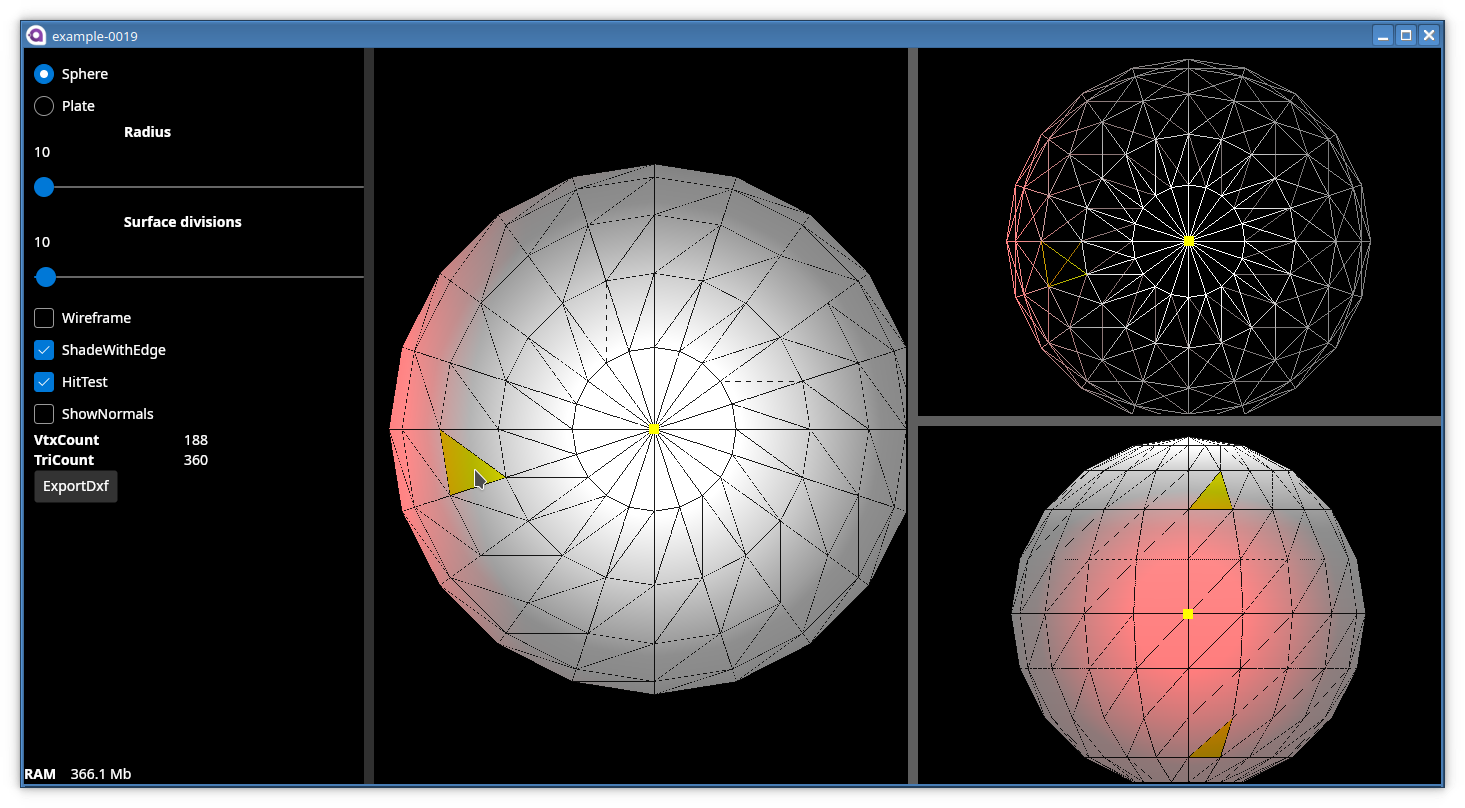 example-0019
Sphere
Plate
Radius
10
Surface divisions
10
Wireframe
ShadeWithEdge
HitTest
ShowNormals
VtxCount 188
TriCount 360
ExportDxf
RAM 366.1 Mb